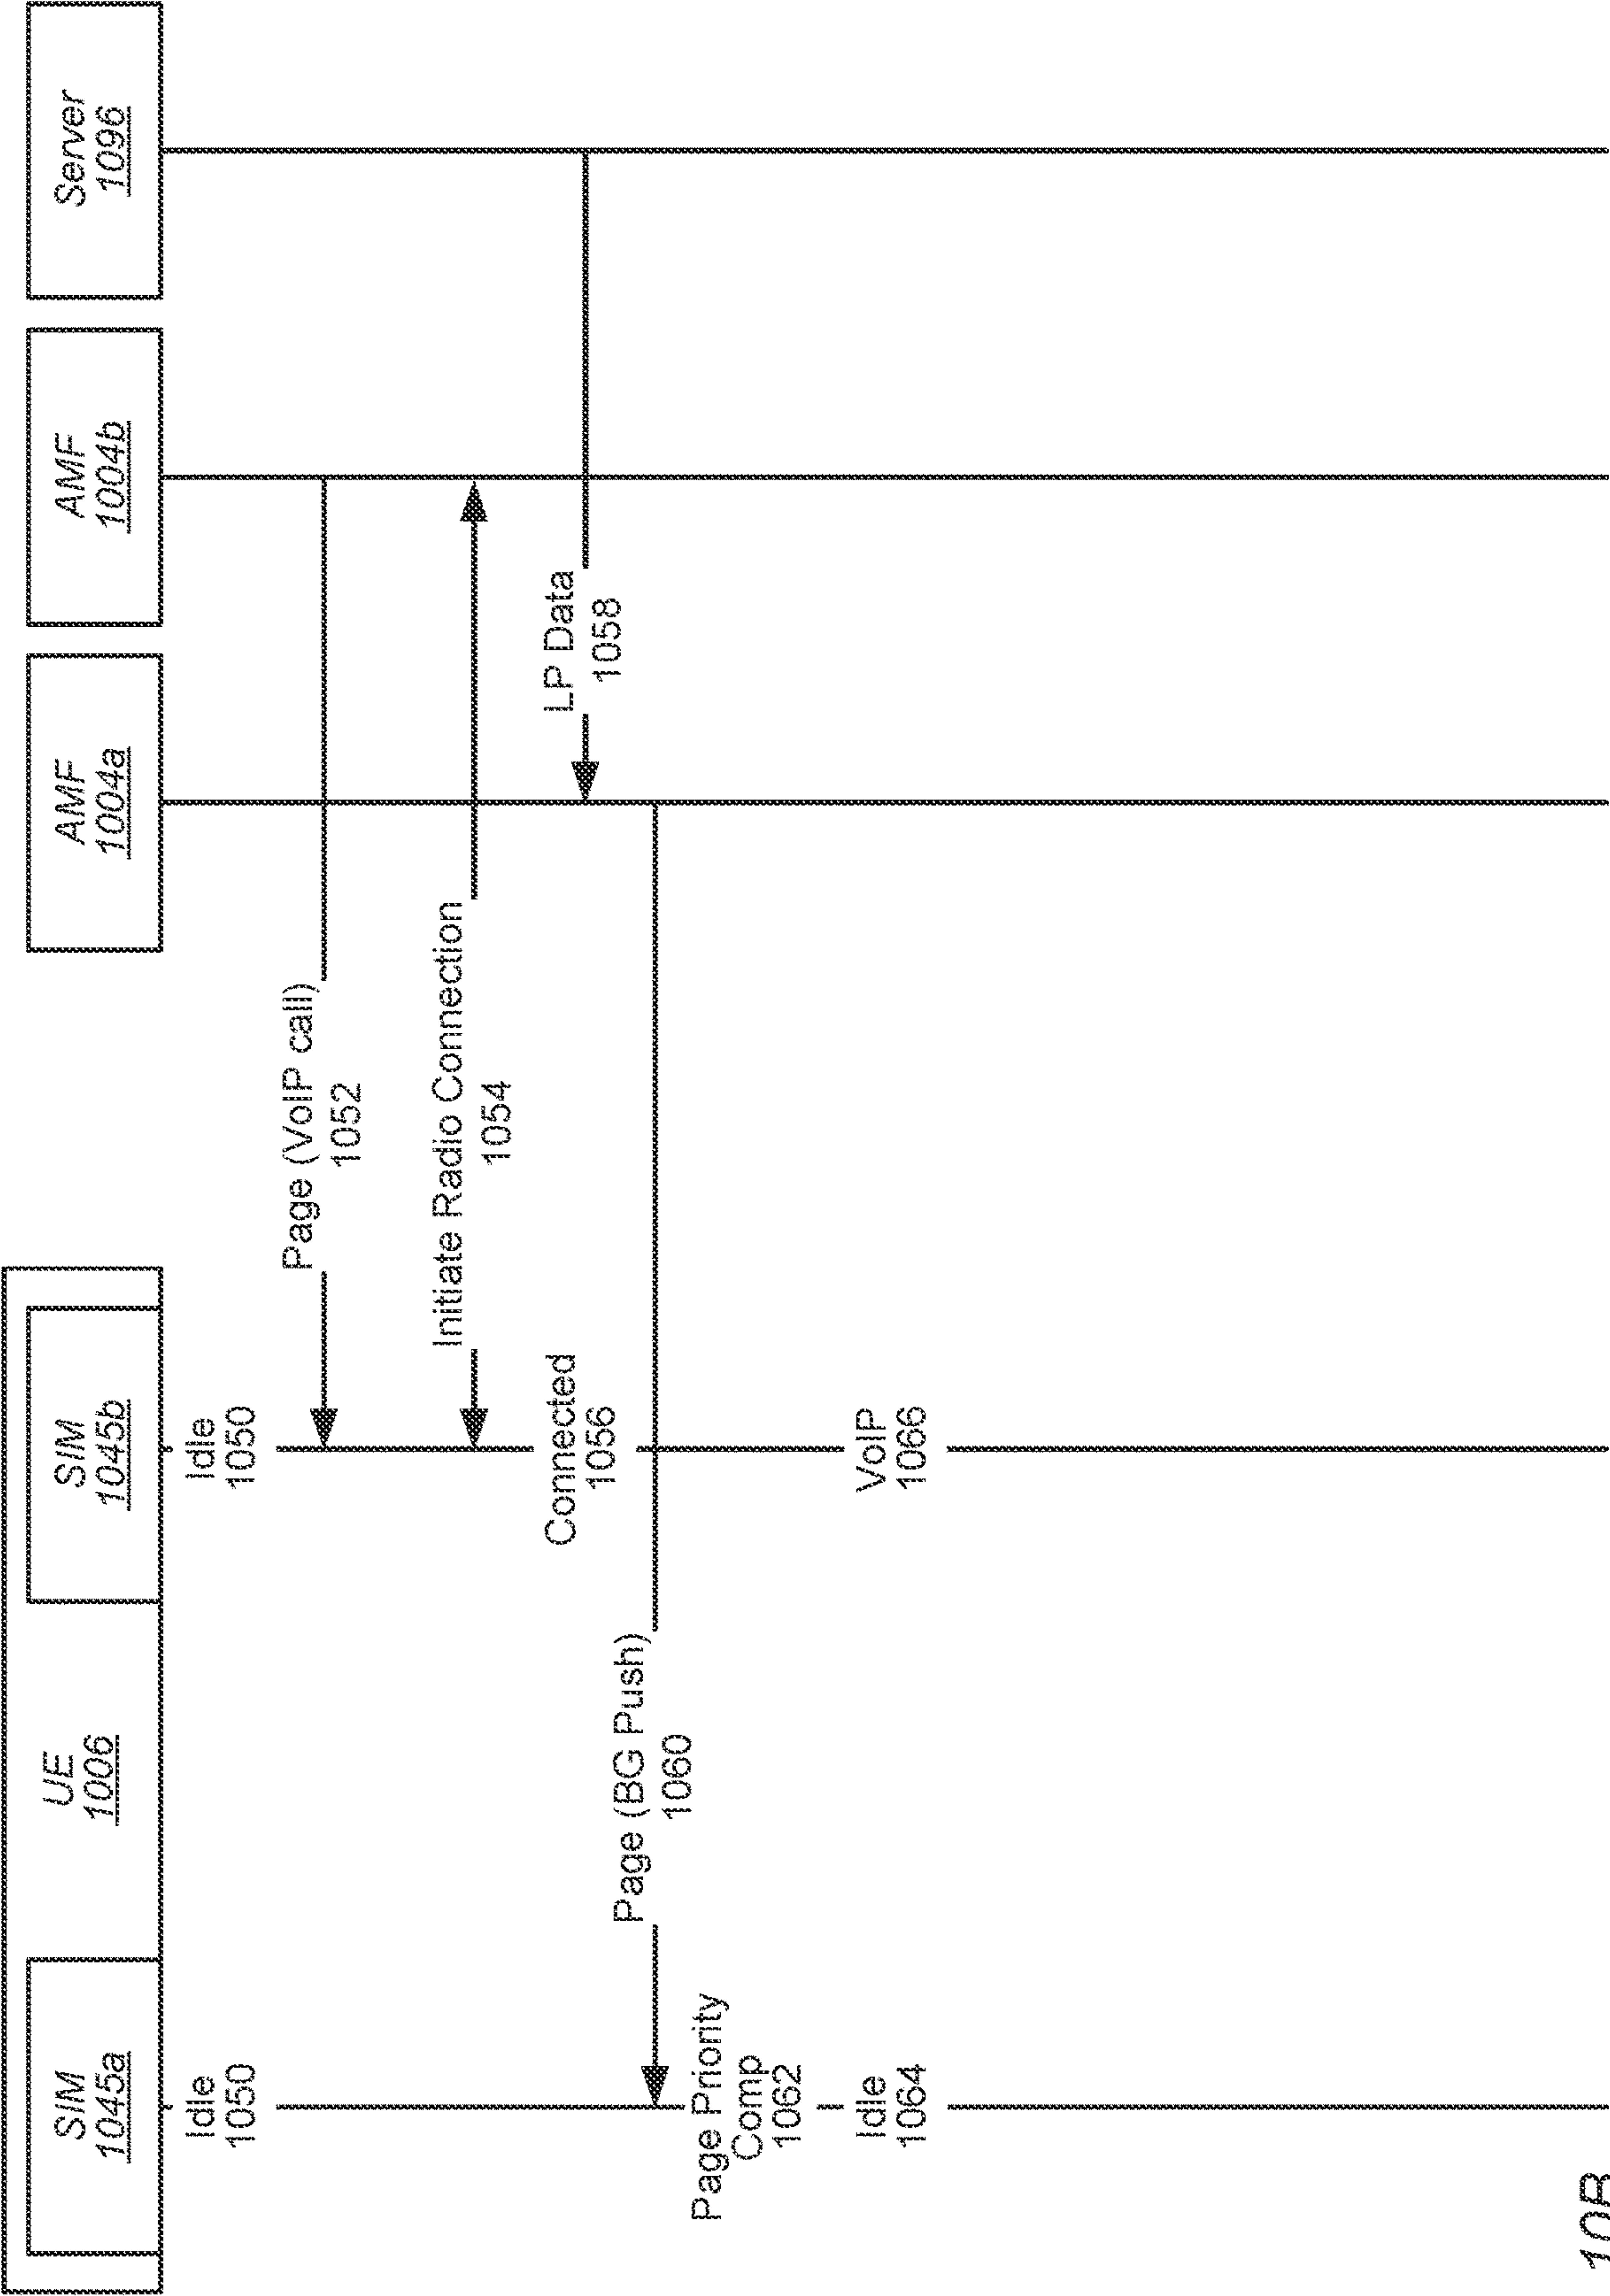 UE
1006
SIM
1045a
SIM
1045b
AMF
1004a
AMF
1004b
Server
1096
Idle
1050
Idle
1050
Page (VoIP call)
1052
Initiate Radio Connection
1054
Connected
1056
LP Data
1058
Page (BG Push)
1060
Page Priority
Comp
1062
Idle
1064
VoIP
1066
10B